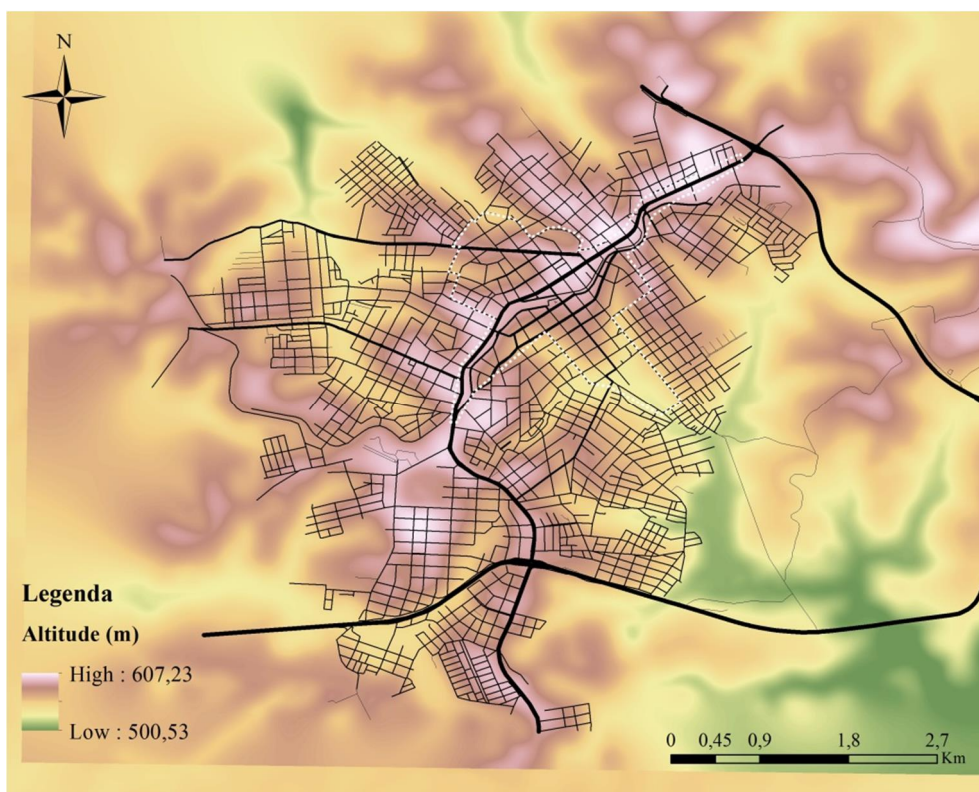 N
Legenda
Altitude (m)
High : 607,23
Low : 500,53
0 0,45 0,9 1,8 2,7
Km